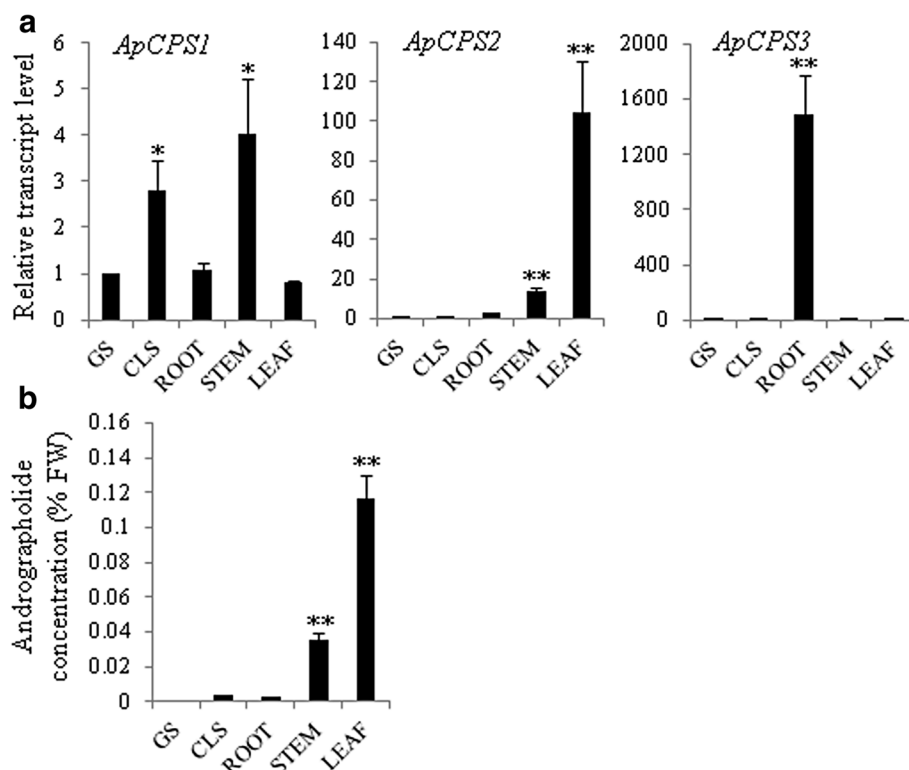 a
ApCPS1
ApCPS2
ApCPS3
Relative transcript level
6
5
4
3
2
1
0
*
*
GS
CLS
ROOT
STEM
LEAF
140
120
100
80
60
40
20
0
**
**
GS
CLS
ROOT
STEM
LEAF
2000
1600
1200
800
400
0
**
GS
CLS
ROOT
STEM
LEAF
b
Andrographolide
concentration (% FW)
0.16
0.14
0.12
0.1
0.08
0.06
0.04
0.02
0
**
**
GS
CLS
ROOT
STEM
LEAF